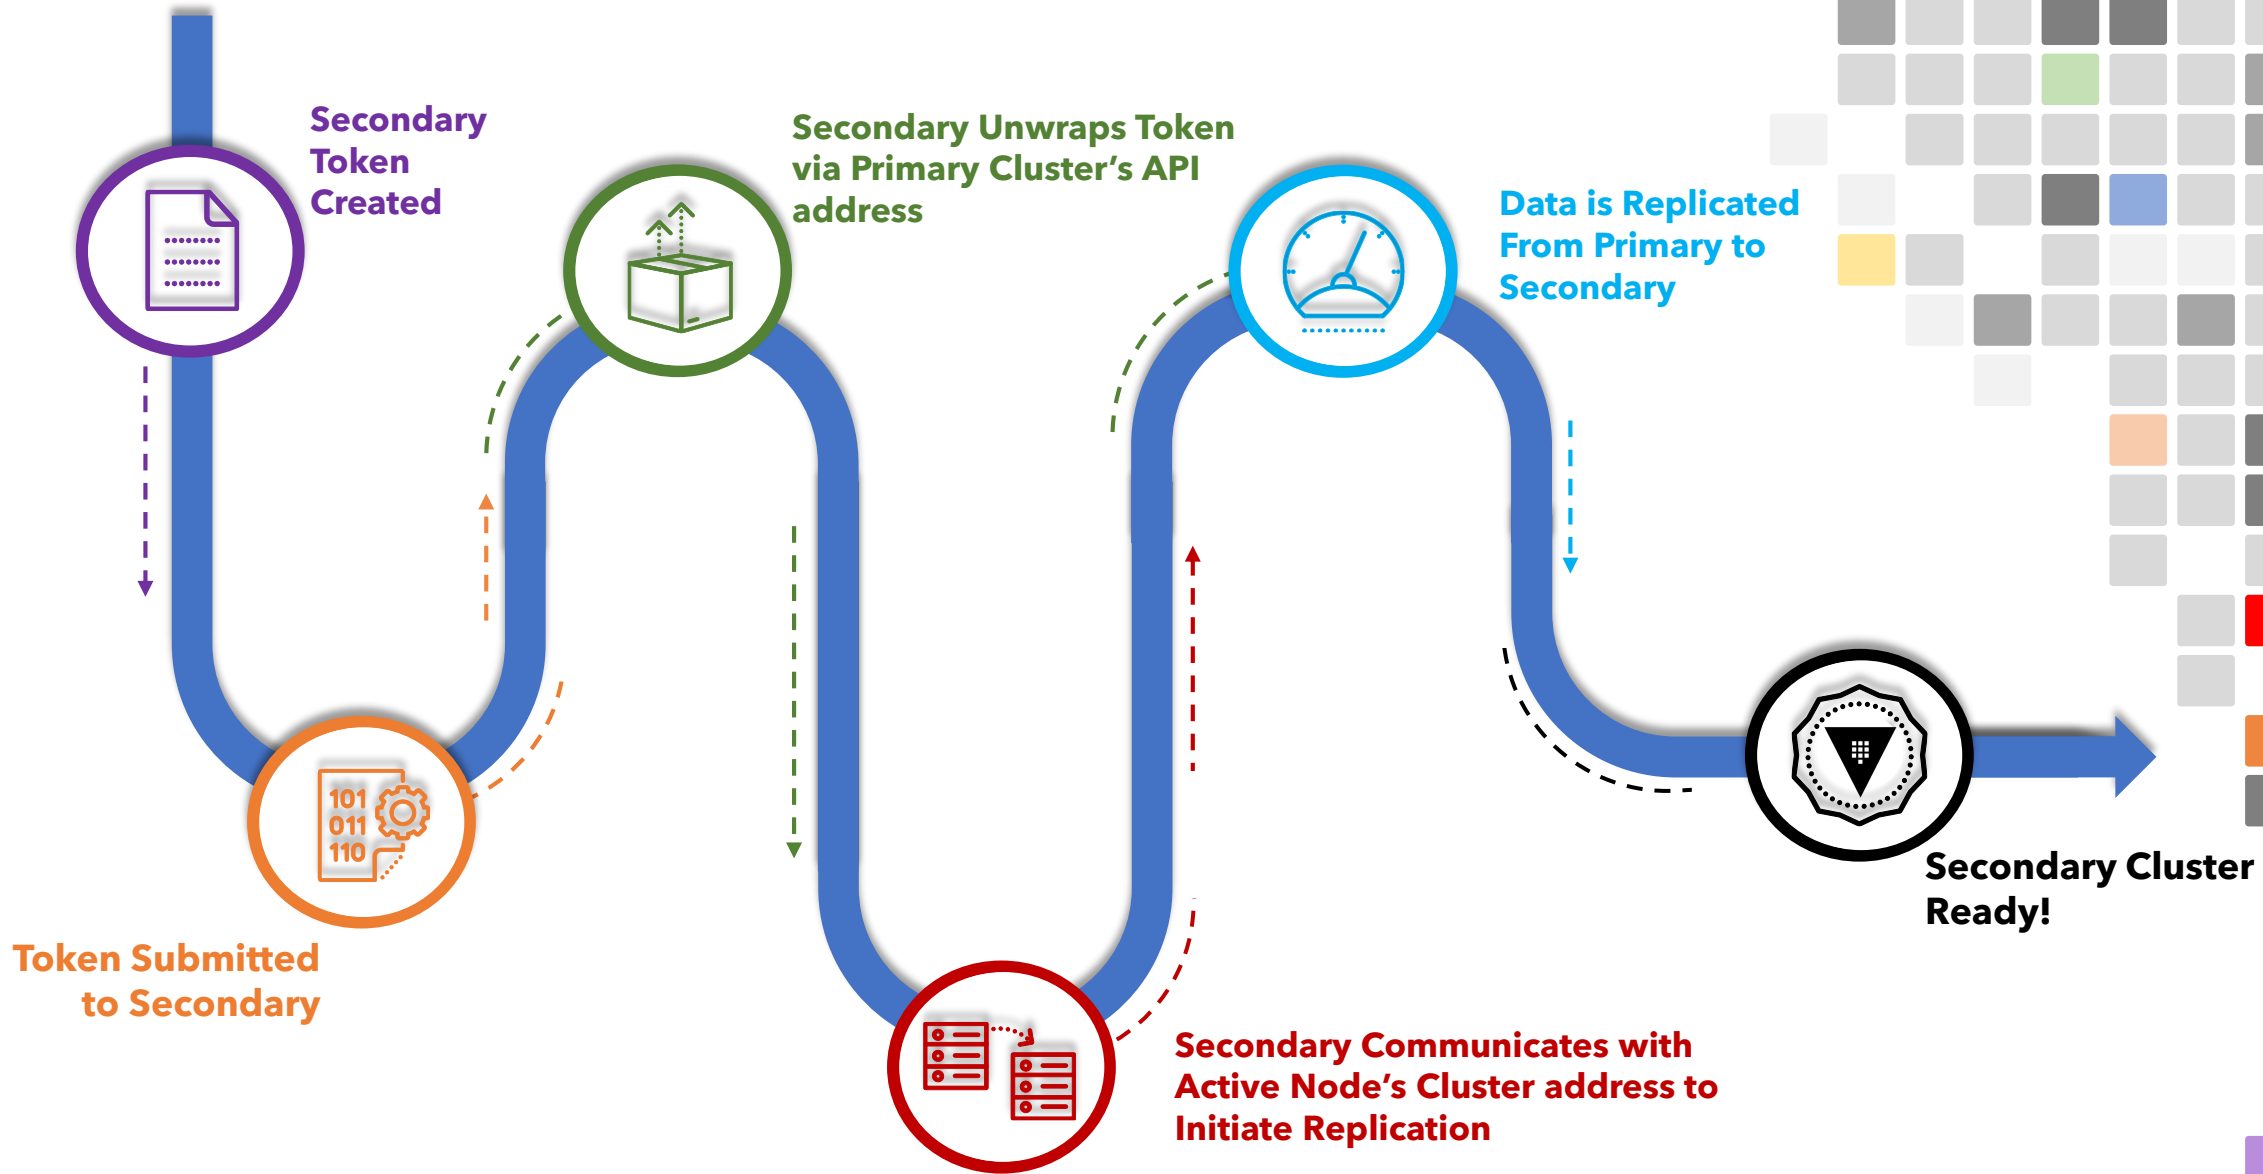 Secondary
Token
Created
Token Submitted
to Secondary
101
011
110
Secondary Unwraps Token
via Primary Cluster’s API
address
Secondary Communicates with
Active Node’s Cluster address to
Initiate Replication
Data is Replicated
From Primary to
Secondary
Secondary Cluster
Ready!